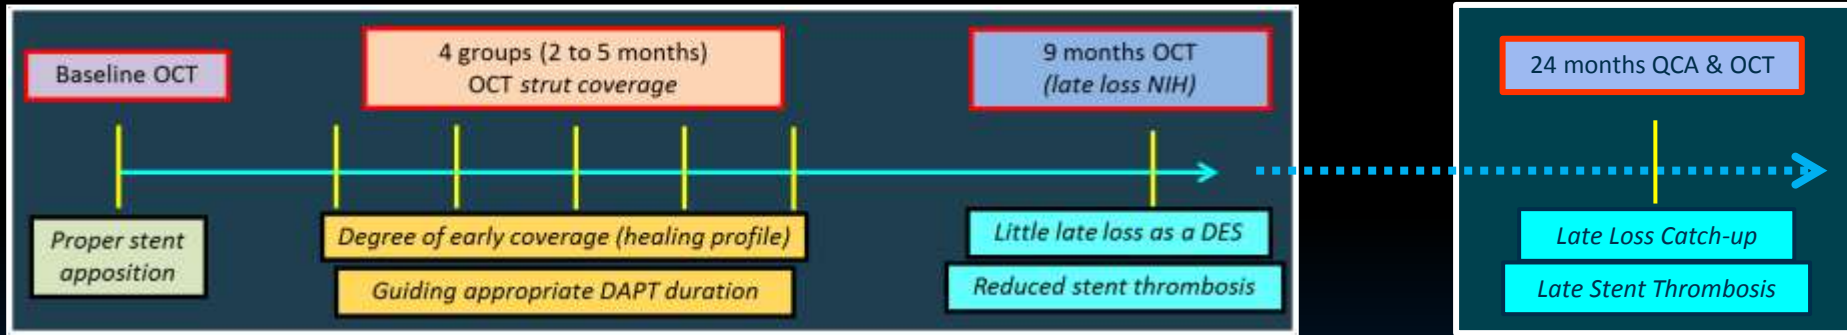 Baseline OCT
4 groups (2 to 5 months)
OCT strut coverage
9 months OCT
(late loss NIH)
24 months QCA & OCT
Proper stent
apposition
Degree of early coverage (healing profile)
Guiding appropriate DAPT duration
Little late loss as a DES
Reduced stent thrombosis
Late Loss Catch-up
Late Stent Thrombosis